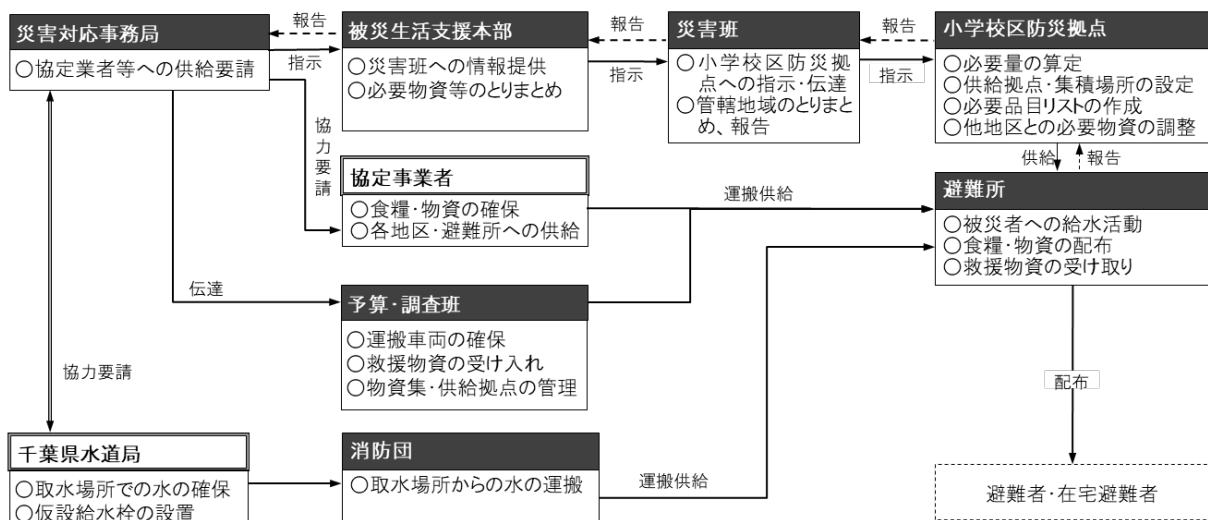 災害対応事務局
○協定業者等への供給要請
報告
指示
被災生活支援本部
○災害班への情報提供
○必要物資等のとりまとめ
報告
指示
災害班
○小学校区防災拠
点への指示・伝達
○管轄地域のとりまと
め、報告
報告
指示
小学校区防災拠点
○必要量の算定
○供給拠点・集積場所の設定
○必要品目リストの作成
○他地区との必要物資の調整
供給
報告
協力要請
協定事業者
○食糧・物資の確保
○各地区・避難所への供給
運搬供給
避難所
○被災者への給水活動
○食糧・物資の配布
○救援物資の受け取り
伝達
予算・調査班
○運搬車両の確保
○救援物資の受け入れ
○物資集・供給拠点の管理
協力要請
配布
千葉県水道局
○取水場所での水の確保
○仮設給水栓の設置
消防団
○取水場所からの水の運搬
運搬供給
避難者・在宅避難者